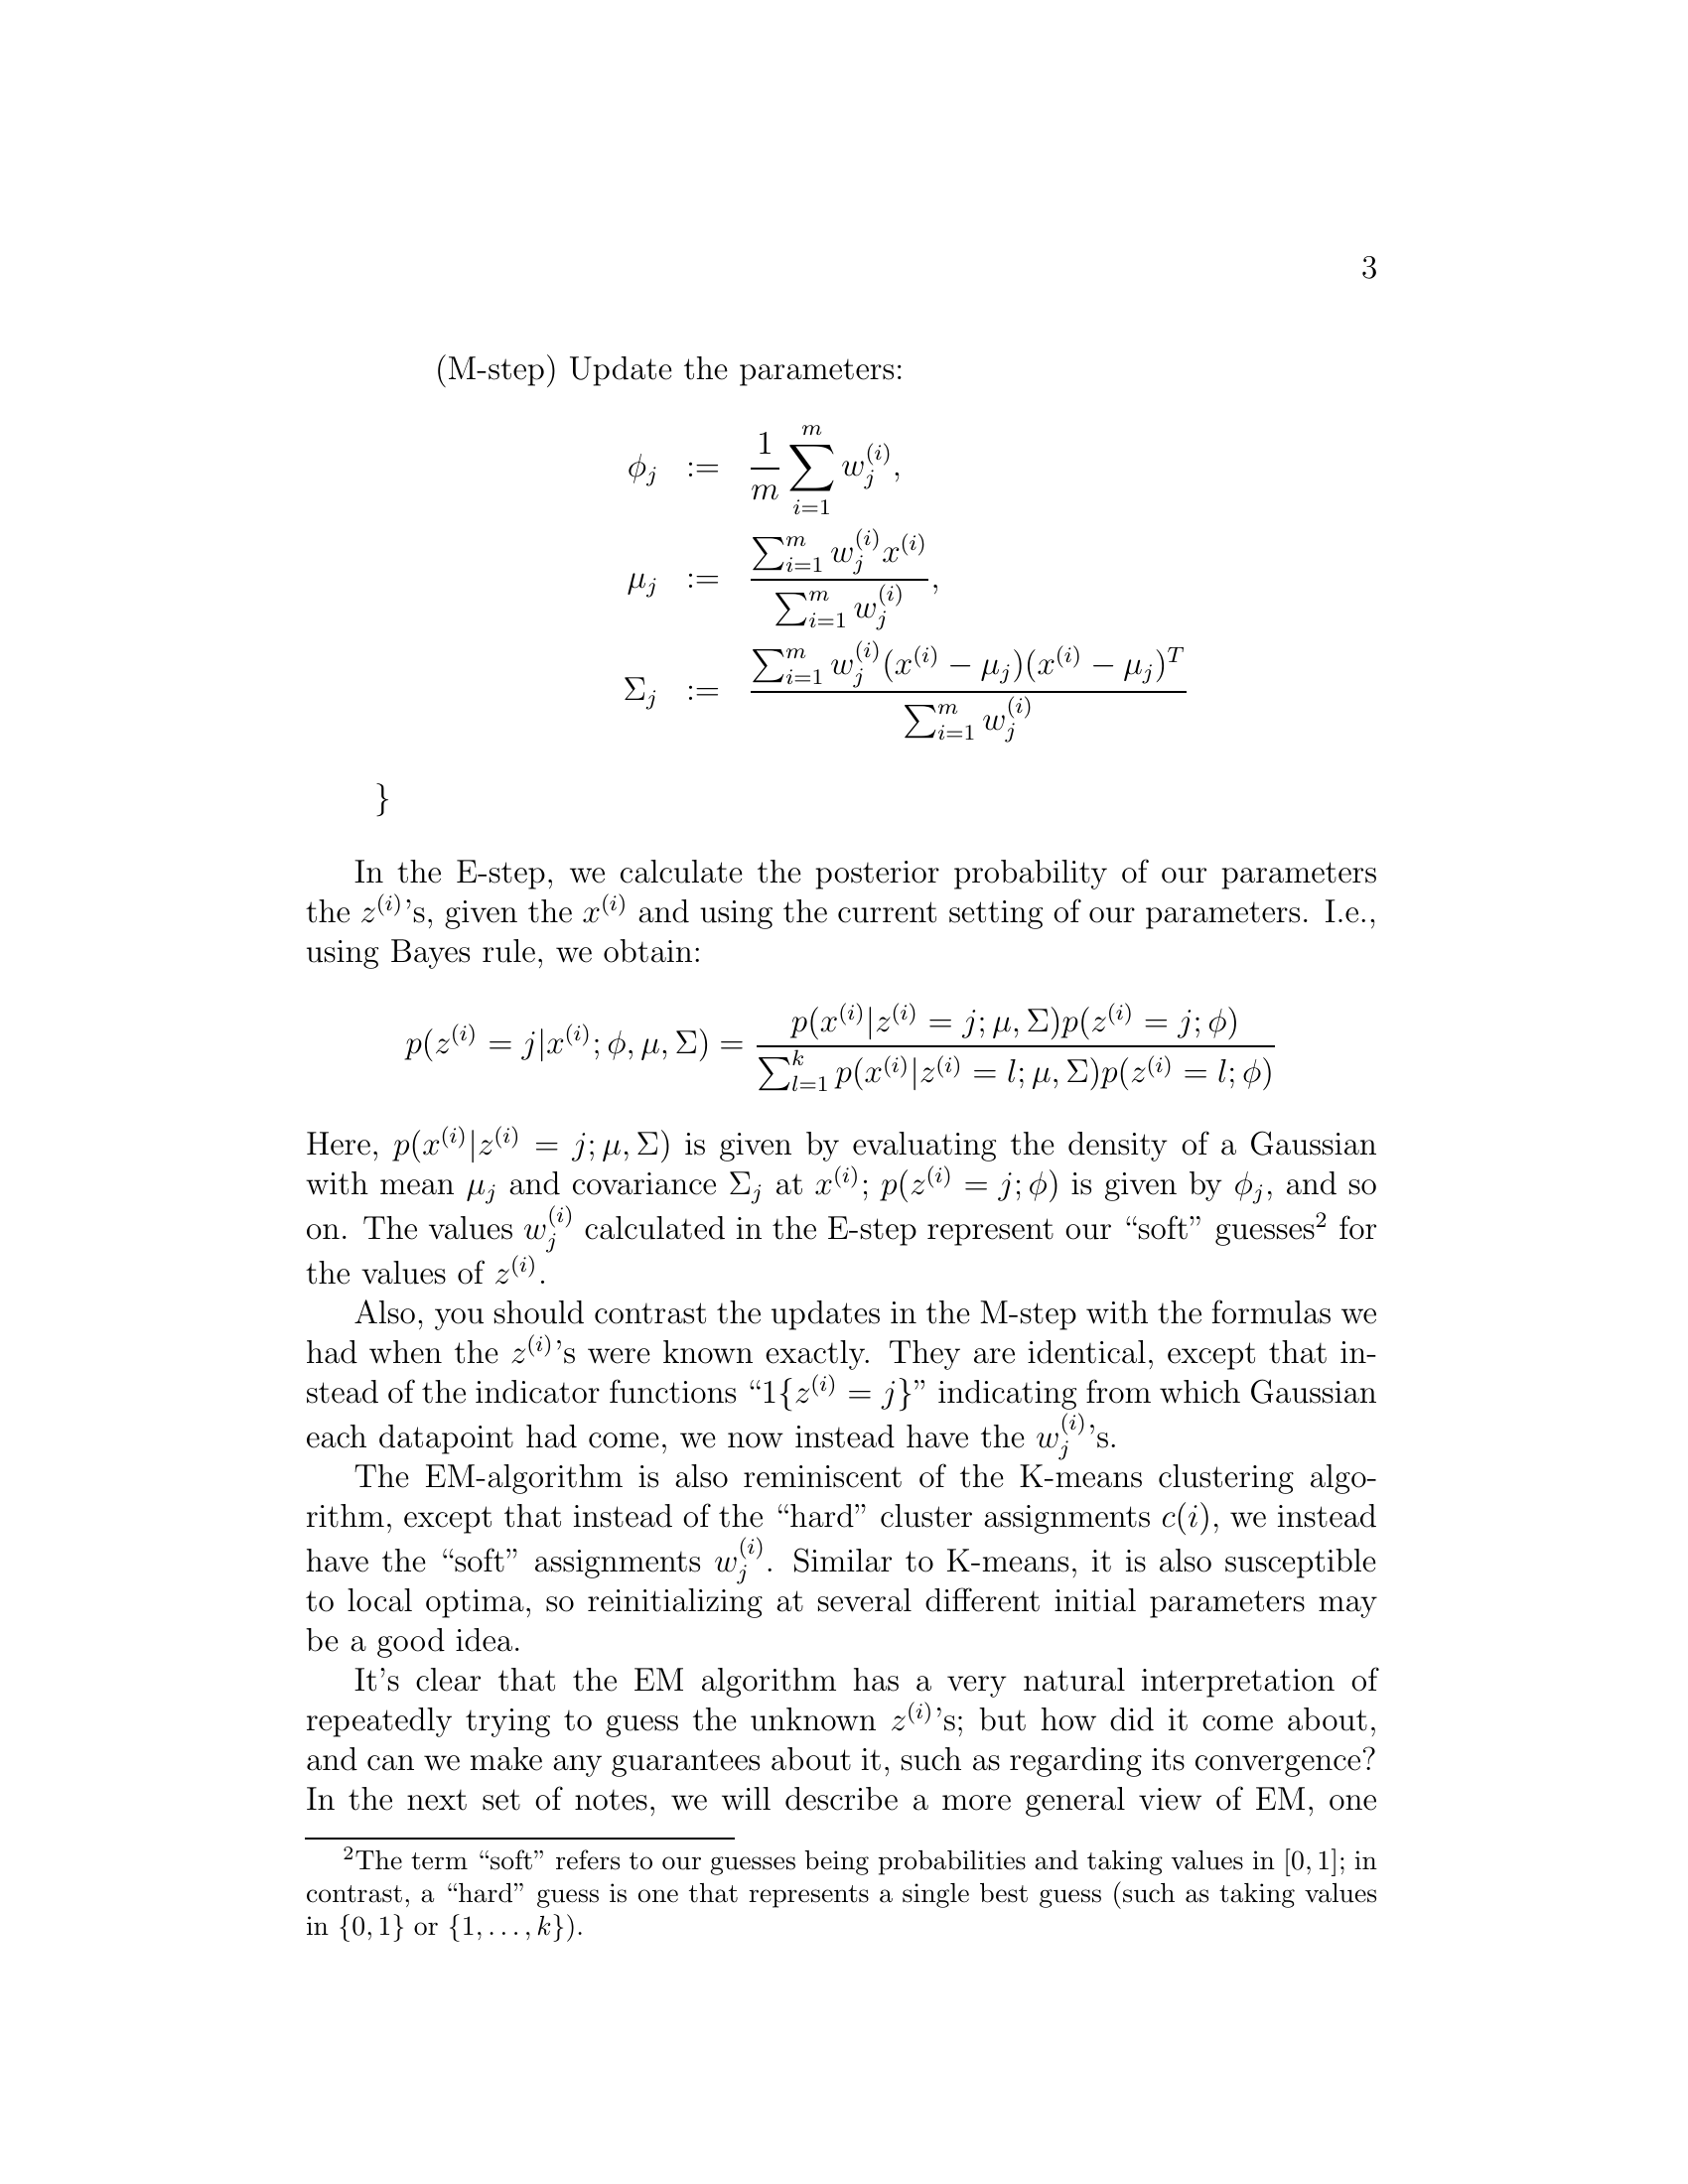 3
(M-step) Update the parameters:
$\phi_j := \frac{1}{m} \sum_{i=1}^{m} w_j^{(i)},$
$\mu_j := \frac{\sum_{i=1}^{m} w_j^{(i)} x^{(i)}}{\sum_{i=1}^{m} w_j^{(i)}},$
$\Sigma_j := \frac{\sum_{i=1}^{m} w_j^{(i)} (x^{(i)} - \mu_j)(x^{(i)} - \mu_j)^T}{\sum_{i=1}^{m} w_j^{(i)}}$
}
In the E-step, we calculate the posterior probability of our parameters
the $z^{(i)}$’s, given the $x^{(i)}$ and using the current setting of our parameters. I.e.,
using Bayes rule, we obtain:
$p(z^{(i)} = j|x^{(i)}; \phi, \mu, \Sigma) = \frac{p(x^{(i)}|z^{(i)} = j; \mu, \Sigma)p(z^{(i)} = j; \phi)}{\sum_{l=1}^{k} p(x^{(i)}|z^{(i)} = l; \mu, \Sigma)p(z^{(i)} = l; \phi)}$
Here, $p(x^{(i)}|z^{(i)} = j; \mu, \Sigma)$ is given by evaluating the density of a Gaussian
with mean $\mu_j$ and covariance $\Sigma_j$ at $x^{(i)}$; $p(z^{(i)} = j; \phi)$ is given by $\phi_j$, and so
on. The values $w_j^{(i)}$ calculated in the E-step represent our “soft” guesses$^2$ for
the values of $z^{(i)}$.
Also, you should contrast the updates in the M-step with the formulas we
had when the $z^{(i)}$’s were known exactly. They are identical, except that in-
stead of the indicator functions “$1\{z^{(i)} = j\}$” indicating from which Gaussian
each datapoint had come, we now instead have the $w_j^{(i)}$’s.
The EM-algorithm is also reminiscent of the K-means clustering algo-
rithm, except that instead of the “hard” cluster assignments $c(i)$, we instead
have the “soft” assignments $w_j^{(i)}$. Similar to K-means, it is also susceptible
to local optima, so reinitializing at several different initial parameters may
be a good idea.
It’s clear that the EM algorithm has a very natural interpretation of
repeatedly trying to guess the unknown $z^{(i)}$’s; but how did it come about,
and can we make any guarantees about it, such as regarding its convergence?
In the next set of notes, we will describe a more general view of EM, one
$^2$The term “soft” refers to our guesses being probabilities and taking values in $[0, 1]$; in
contrast, a “hard” guess is one that represents a single best guess (such as taking values
in $\{0, 1\}$ or $\{1, \ldots, k\}$).